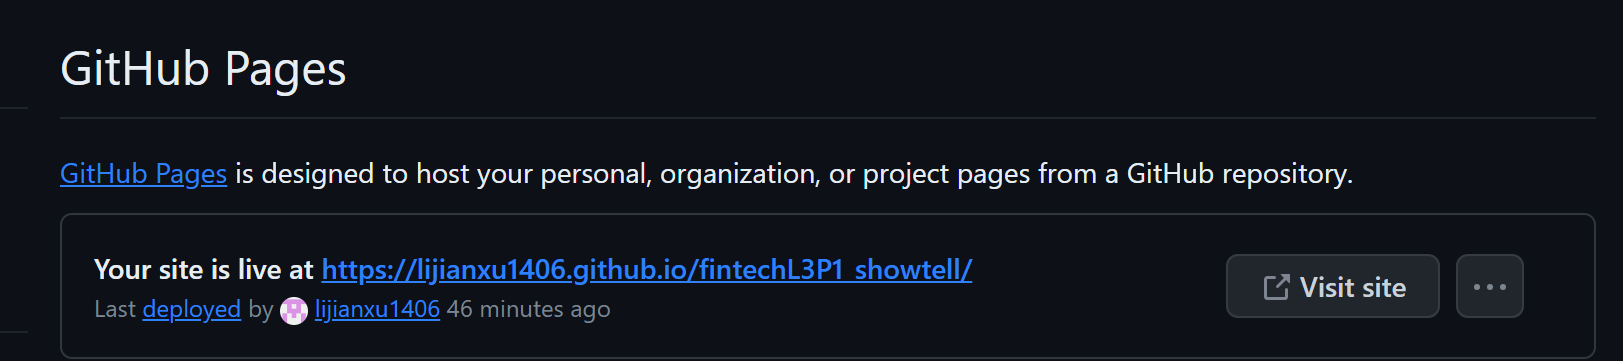 GitHub Pages
GitHub Pages is designed to host your personal, organization, or project pages from a GitHub repository.
Your site is live at https://lijianxu1406.github.io/fintechL3P1_showtell/
Last deployed by lijianxu1406 46 minutes ago
Visit site